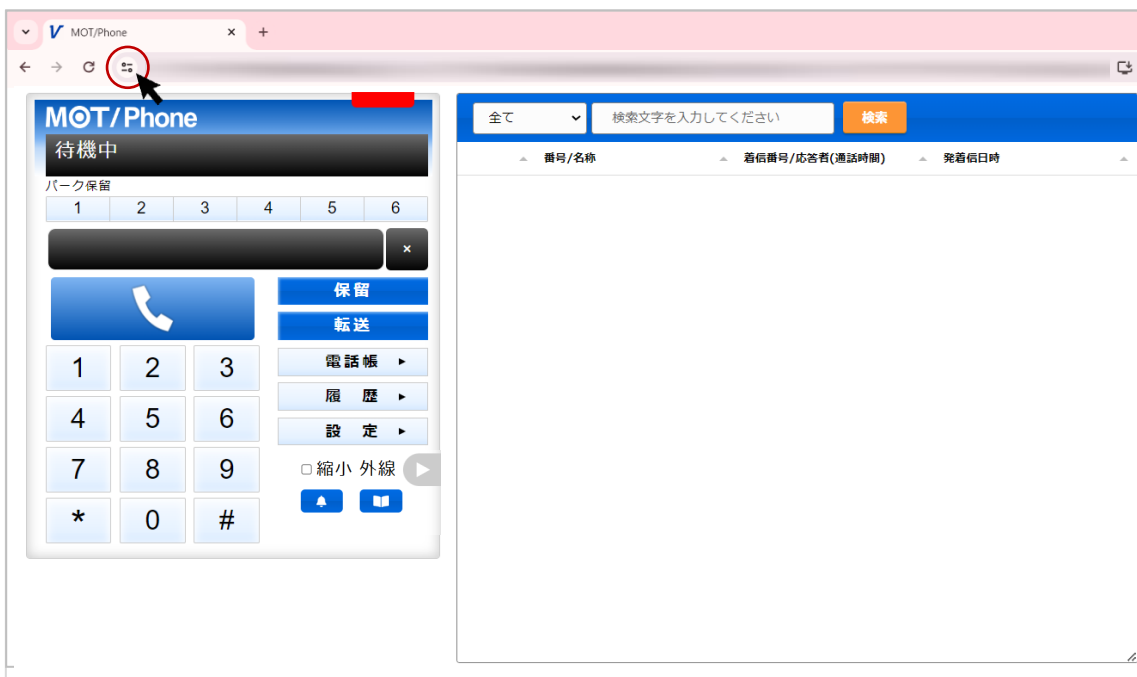 MOT/Phone
MOT/Phone
待機中
パーク保留
1 2 3 4 5 6
×
保留
転送
1 2 3
電話帳 ▸
履 歴 ▸
4 5 6
設 定 ▸
7 8 9
縮小 外線
* 0 #
全て
検索文字を入力してください
検索
番号/名称
着信番号/応答者(通話時間)
発着信日時